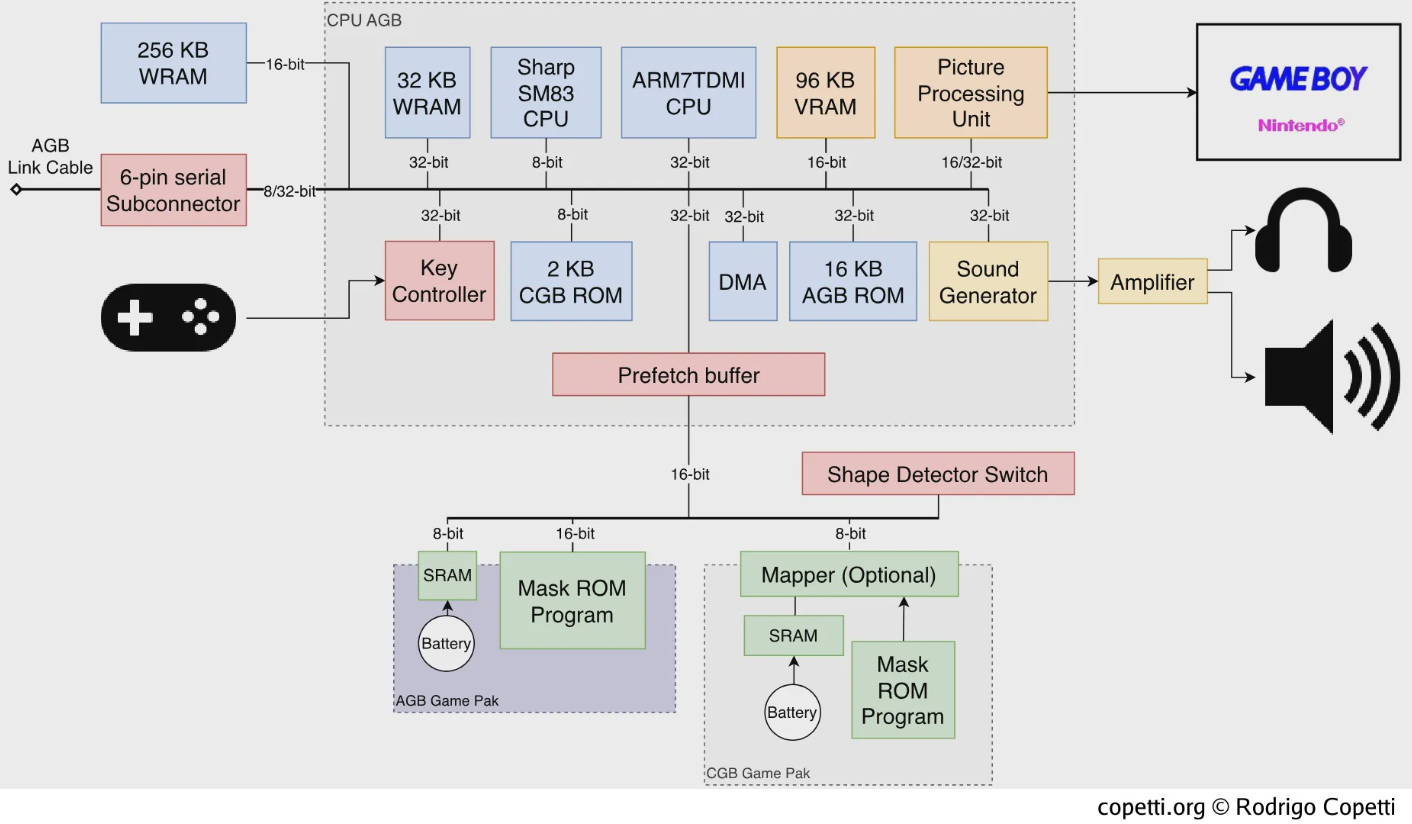 CPU AGB
256 KB
WRAM
16-bit
32 KB
WRAM
Sharp
SM83
CPU
ARM7TDMI
CPU
96 KB
VRAM
Picture
Processing
Unit
GAME BOY
Nintendo®
AGB
Link Cable
6-pin serial
Subconnector
8/32-bit
32-bit
8-bit
32-bit
16-bit
16/32-bit
32-bit
8-bit
32-bit
32-bit
32-bit
32-bit
Key
Controller
2 KB
CGB ROM
DMA
16 KB
AGB ROM
Sound
Generator
Amplifier
Prefetch buffer
16-bit
Shape Detector Switch
8-bit
16-bit
8-bit
SRAM
Battery
Mask ROM
Program
AGB Game Pak
Mapper (Optional)
SRAM
Battery
Mask
ROM
Program
CGB Game Pak
copetti.org © Rodrigo Copetti